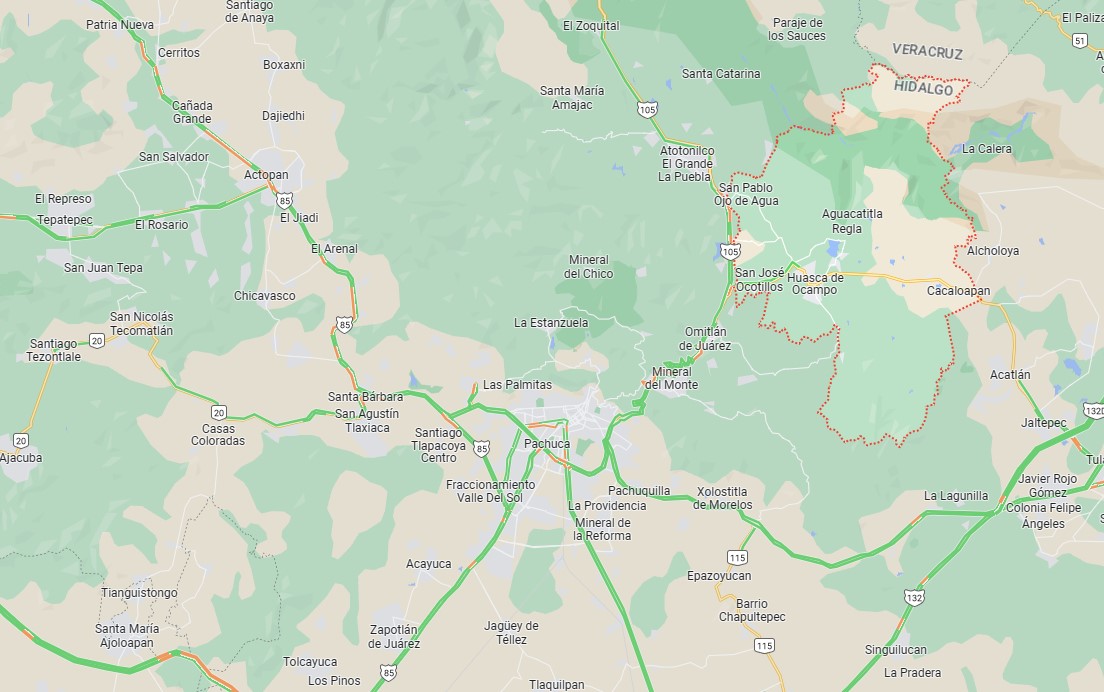 Santiago
de Anaya
Patria Nueva
El Zoquital
Paraje de
los Sauces
El Paliza
51
Cerritos
VERACRUZ
Boxaxni
Santa Catarina
HIDALGO
Santa María
Amajac
105
Cañada
Grande
Dajiedhi
San Salvador
Atotonilco
El Grande
La Puebla
La Calera
Actopan
San Pablo
Ojo de Agua
El Represo
85
Tepatepec
El Rosario
El Jiadi
Aguacatitla
Regla
El Arenal
105
Alcholoya
San Juan Tepa
Mineral
del Chico
San José
Ocotillos
Huasca de
Ocampo
Cacaloapan
Chicavasco
San Nicolás
Tecomatlán
85
La Estanzuela
Omitlán
de Juárez
20
Santiago
Tezontlale
Mineral
del Monte
Acatlán
Las Palmitas
Santa Bárbara
San Agustín
Tlaxiaca
20
132D
Casas
Coloradas
Jaltepec
20
Ajacuba
Santiago
Tlapacoya
Centro
85
Pachuca
Tula
Fraccionamiento
Valle Del Sol
Pachuquilla
La Providencia
Xolostitla
de Morelos
La Lagunilla
Javier Rojo
Gómez
Colonia Felipe
Ángeles
S
Mineral de
la Reforma
115
Acayuca
Epazoyucan
Tianguistongo
132
Barrio
Chapultepec
Santa María
Ajoloapan
Zapotlán
de Juárez
Jagüey de
Téllez
115
Singuilucan
Tolcayuca
85
La Pradera
Los Pinos
Tlaquilpan